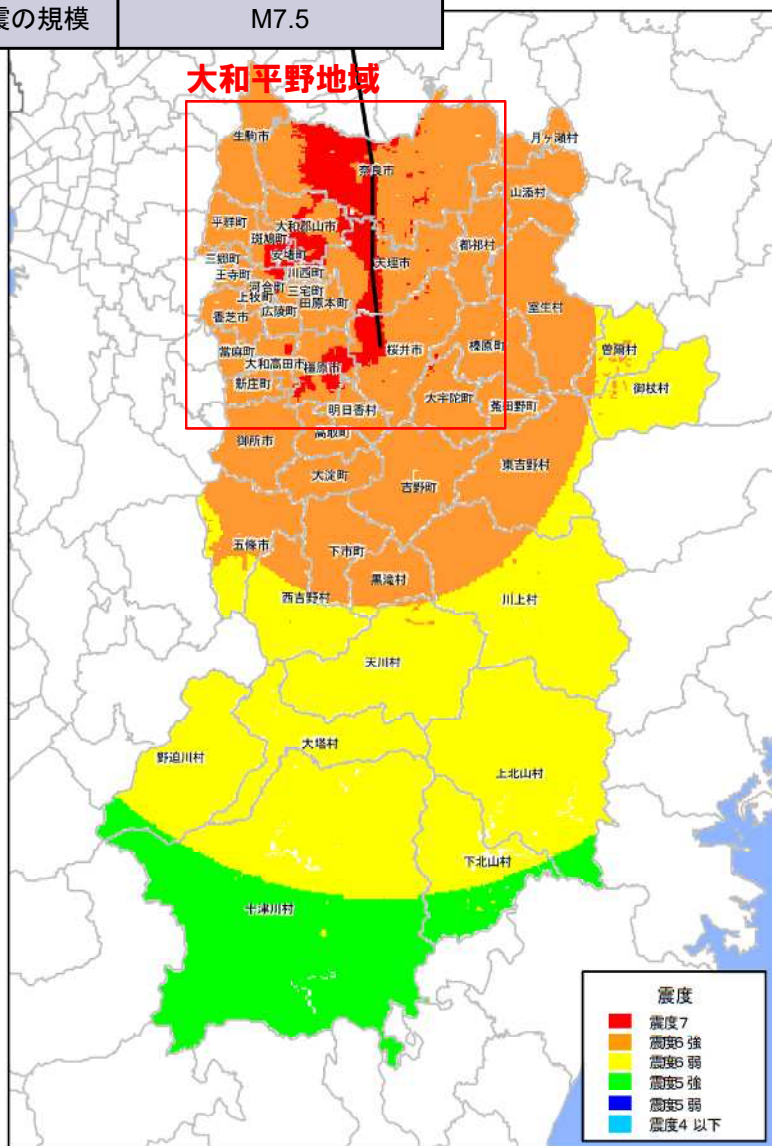 震の規模 M7.5
大和平野地域
生駒市
月ヶ瀬村
奈良市
山添村
平群町
大和郡山市
斑鳩町
都祁村
三郷町
安堵町
天理市
王寺町
川西町
河合町
三宅町
上牧町
田原本町
室生村
広陵町
香芝市
榛原町
桜井市
曽爾村
當麻町
大和高田市
橿原市
御杖村
新庄町
大宇陀町
菟田野町
明日香村
高取町
御所市
東吉野村
大淀町
吉野町
五條市
下市町
黒滝村
西吉野村
川上村
天川村
大塔村
野迫川村
上北山村
下北山村
十津川村
震度
震度7
震度6 強
震度6 弱
震度5 強
震度5 弱
震度4 以下